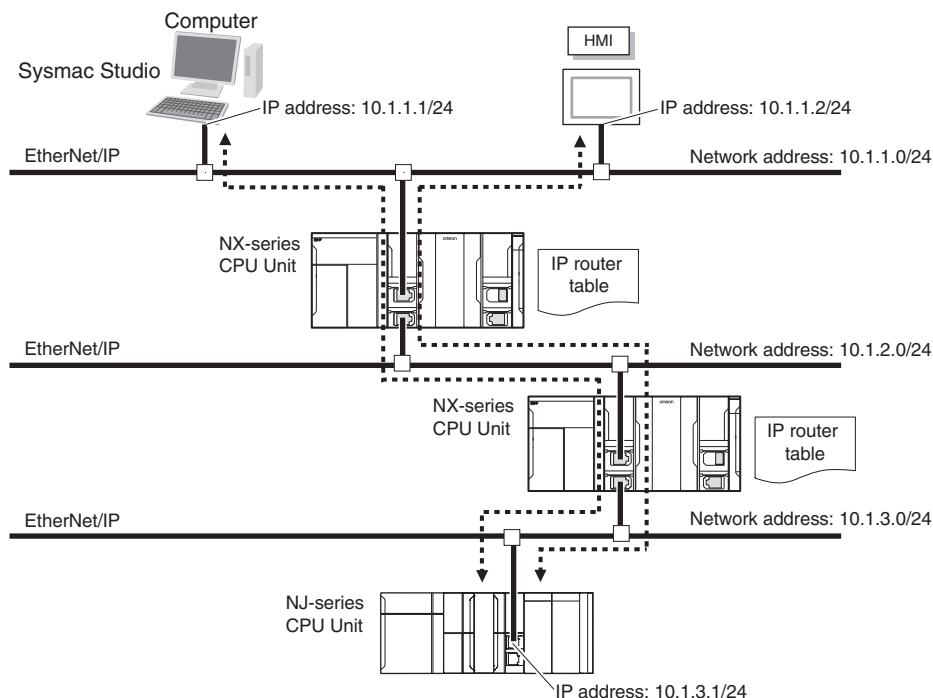 Computer
HMI
Sysmac Studio
IP address: 10.1.1.1/24
IP address: 10.1.1.2/24
EtherNet/IP
Network address: 10.1.1.0/24
NX-series
CPU Unit
omron
IP router
table
EtherNet/IP
Network address: 10.1.2.0/24
NX-series
CPU Unit
omron
IP router
table
EtherNet/IP
Network address: 10.1.3.0/24
NJ-series
CPU Unit
IP address: 10.1.3.1/24